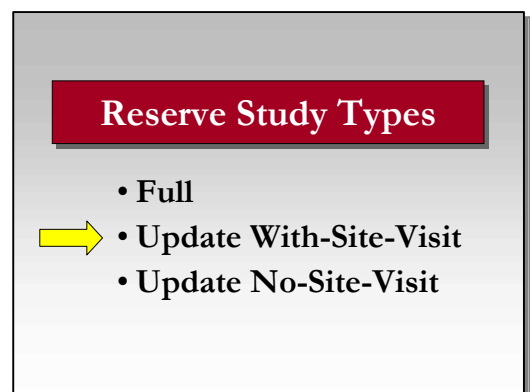 Reserve Study Types
• Full
• Update With-Site-Visit
• Update No-Site-Visit